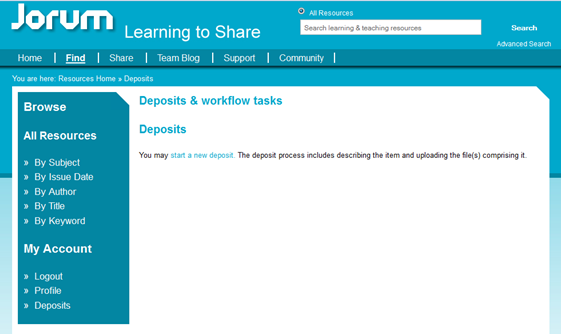 Jorum
Learning to Share
All Resources
Search learning & teaching resources
Search
Advanced Search
Home
Find
Share
Team Blog
Support
Community
You are here: Resources Home » Deposits
Browse
All Resources
» By Subject
» By Issue Date
» By Author
» By Title
» By Keyword
My Account
» Logout
» Profile
» Deposits
Deposits & workflow tasks
Deposits
You may start a new deposit. The deposit process includes describing the item and uploading the file(s) comprising it.